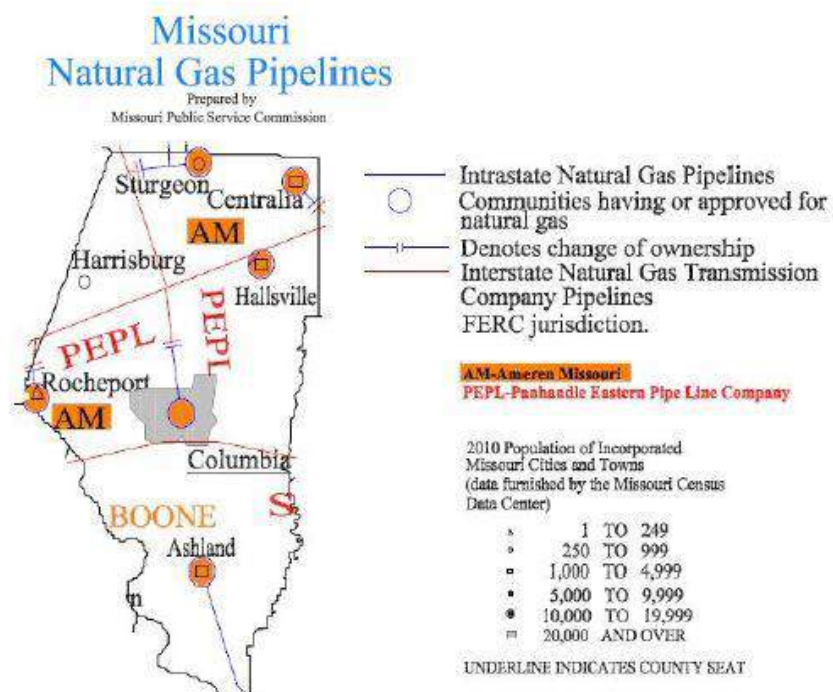 Missouri
Natural Gas Pipelines
Prepared by
Missouri Public Service Commission
Sturgeon
Centralia
AM
Harrisburg
Hallsville
PEPL
PEPL
Rocheport
AM
Columbia
S
BOONE
Ashland
n
Intrastate Natural Gas Pipelines
Communities having or approved for
natural gas
Denotes change of ownership
Interstate Natural Gas Transmission
Company Pipelines
FERC jurisdiction.
AM-Ameren Missouri
PEPL-Panhandle Eastern Pipe Line Company
2010 Population of Incorporated
Missouri Cities and Towns
(data furnished by the Missouri Census
Data Center)
1 TO 249
250 TO 999
1,000 TO 4,999
5,000 TO 9,999
10,000 TO 19,999
20,000 AND OVER
UNDERLINE INDICATES COUNTY SEAT